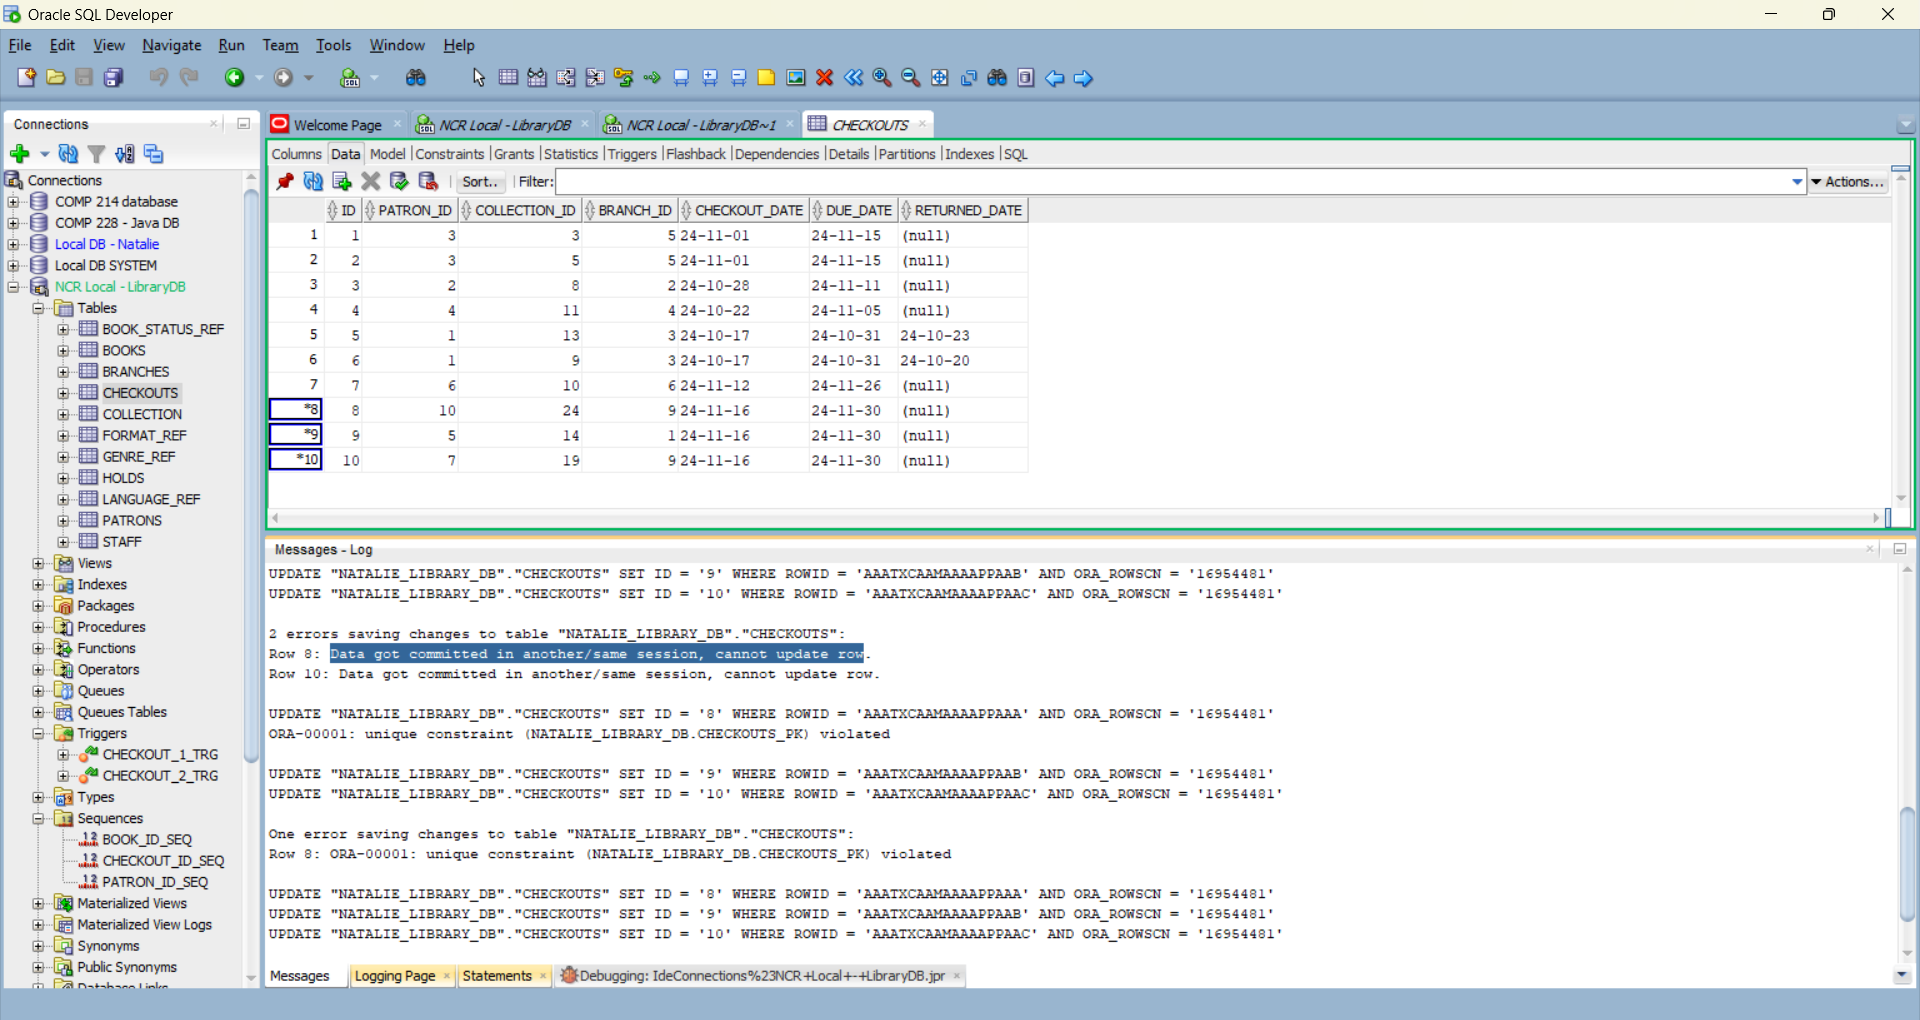 Oracle SQL Developer
File Edit View Navigate Run Team Tools Window Help
Connections
Welcome Page
NCR Local - LibraryDB
NCR Local - LibraryDB~1
CHECKOUTS
Columns Data Model Constraints Grants Statistics Triggers Flashback Dependencies Details Partitions Indexes SQL
Sort.. Filter: Actions...
ID PATRON_ID COLLECTION_ID BRANCH_ID CHECKOUT_DATE DUE_DATE RETURNED_DATE
1 1 3 3 5 24-11-01 24-11-15 (null)
2 2 3 5 5 24-11-01 24-11-15 (null)
3 3 2 8 2 24-10-28 24-11-11 (null)
4 4 4 11 4 24-10-22 24-11-05 (null)
5 5 1 13 3 24-10-17 24-10-31 24-10-23
6 6 1 9 3 24-10-17 24-10-31 24-10-20
7 7 6 10 6 24-11-12 24-11-26 (null)
*8 8 10 24 9 24-11-16 24-11-30 (null)
*9 9 5 14 1 24-11-16 24-11-30 (null)
*10 10 7 19 9 24-11-16 24-11-30 (null)
Connections
COMP 214 database
COMP 228 - Java DB
Local DB - Natalie
Local DB SYSTEM
NCR Local - LibraryDB
Tables
BOOK_STATUS_REF
BOOKS
BRANCHES
CHECKOUTS
COLLECTION
FORMAT_REF
GENRE_REF
HOLDS
LANGUAGE_REF
PATRONS
STAFF
Views
Indexes
Packages
Procedures
Functions
Operators
Queues
Queues Tables
Triggers
CHECKOUT_1_TRG
CHECKOUT_2_TRG
Types
Sequences
BOOK_ID_SEQ
CHECKOUT_ID_SEQ
PATRON_ID_SEQ
Materialized Views
Materialized View Logs
Synonyms
Public Synonyms
Database Links
Messages - Log
UPDATE "NATALIE_LIBRARY_DB"."CHECKOUTS" SET ID = '9' WHERE ROWID = 'AAATXCAAMAAAAPPAAB' AND ORA_ROWSCN = '16954481'
UPDATE "NATALIE_LIBRARY_DB"."CHECKOUTS" SET ID = '10' WHERE ROWID = 'AAATXCAAMAAAAPPAAC' AND ORA_ROWSCN = '16954481'
2 errors saving changes to table "NATALIE_LIBRARY_DB"."CHECKOUTS":
Row 8: Data got committed in another/same session, cannot update row.
Row 10: Data got committed in another/same session, cannot update row.
UPDATE "NATALIE_LIBRARY_DB"."CHECKOUTS" SET ID = '8' WHERE ROWID = 'AAATXCAAMAAAAPPAAA' AND ORA_ROWSCN = '16954481'
ORA-00001: unique constraint (NATALIE_LIBRARY_DB.CHECKOUTS_PK) violated
UPDATE "NATALIE_LIBRARY_DB"."CHECKOUTS" SET ID = '9' WHERE ROWID = 'AAATXCAAMAAAAPPAAB' AND ORA_ROWSCN = '16954481'
UPDATE "NATALIE_LIBRARY_DB"."CHECKOUTS" SET ID = '10' WHERE ROWID = 'AAATXCAAMAAAAPPAAC' AND ORA_ROWSCN = '16954481'
One error saving changes to table "NATALIE_LIBRARY_DB"."CHECKOUTS":
Row 8: ORA-00001: unique constraint (NATALIE_LIBRARY_DB.CHECKOUTS_PK) violated
UPDATE "NATALIE_LIBRARY_DB"."CHECKOUTS" SET ID = '8' WHERE ROWID = 'AAATXCAAMAAAAPPAAA' AND ORA_ROWSCN = '16954481'
UPDATE "NATALIE_LIBRARY_DB"."CHECKOUTS" SET ID = '9' WHERE ROWID = 'AAATXCAAMAAAAPPAAB' AND ORA_ROWSCN = '16954481'
UPDATE "NATALIE_LIBRARY_DB"."CHECKOUTS" SET ID = '10' WHERE ROWID = 'AAATXCAAMAAAAPPAAC' AND ORA_ROWSCN = '16954481'
Messages Logging Page Statements Debugging: IdeConnections%23NCR+Local+-+LibraryDB.jpr